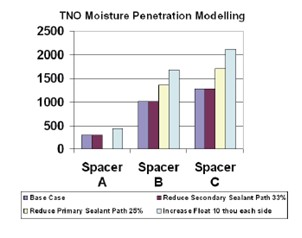 TNO Moisture Penetration Modelling
2500
2000
1500
1000
500
0
Spacer A
Spacer B
Spacer C
Base Case
Reduce Secondary Sealant Path 33%
Reduce Primary Sealant Path 25%
Increase Float 10 thou each side